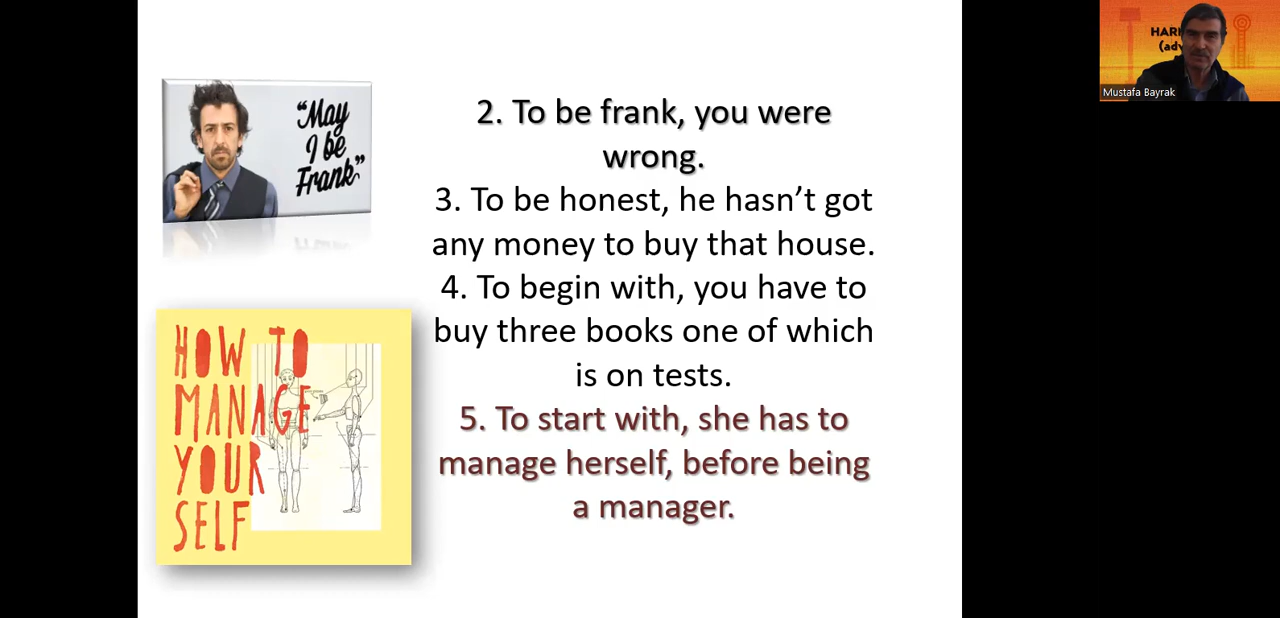 “May
I be
Frank”
2. To be frank, you were
wrong.
3. To be honest, he hasn’t got
any money to buy that house.
4. To begin with, you have to
buy three books one of which
is on tests.
5. To start with, she has to
manage herself, before being
a manager.
HOW TO
MANAGE
YOUR
SELF
Mustafa Bayrak